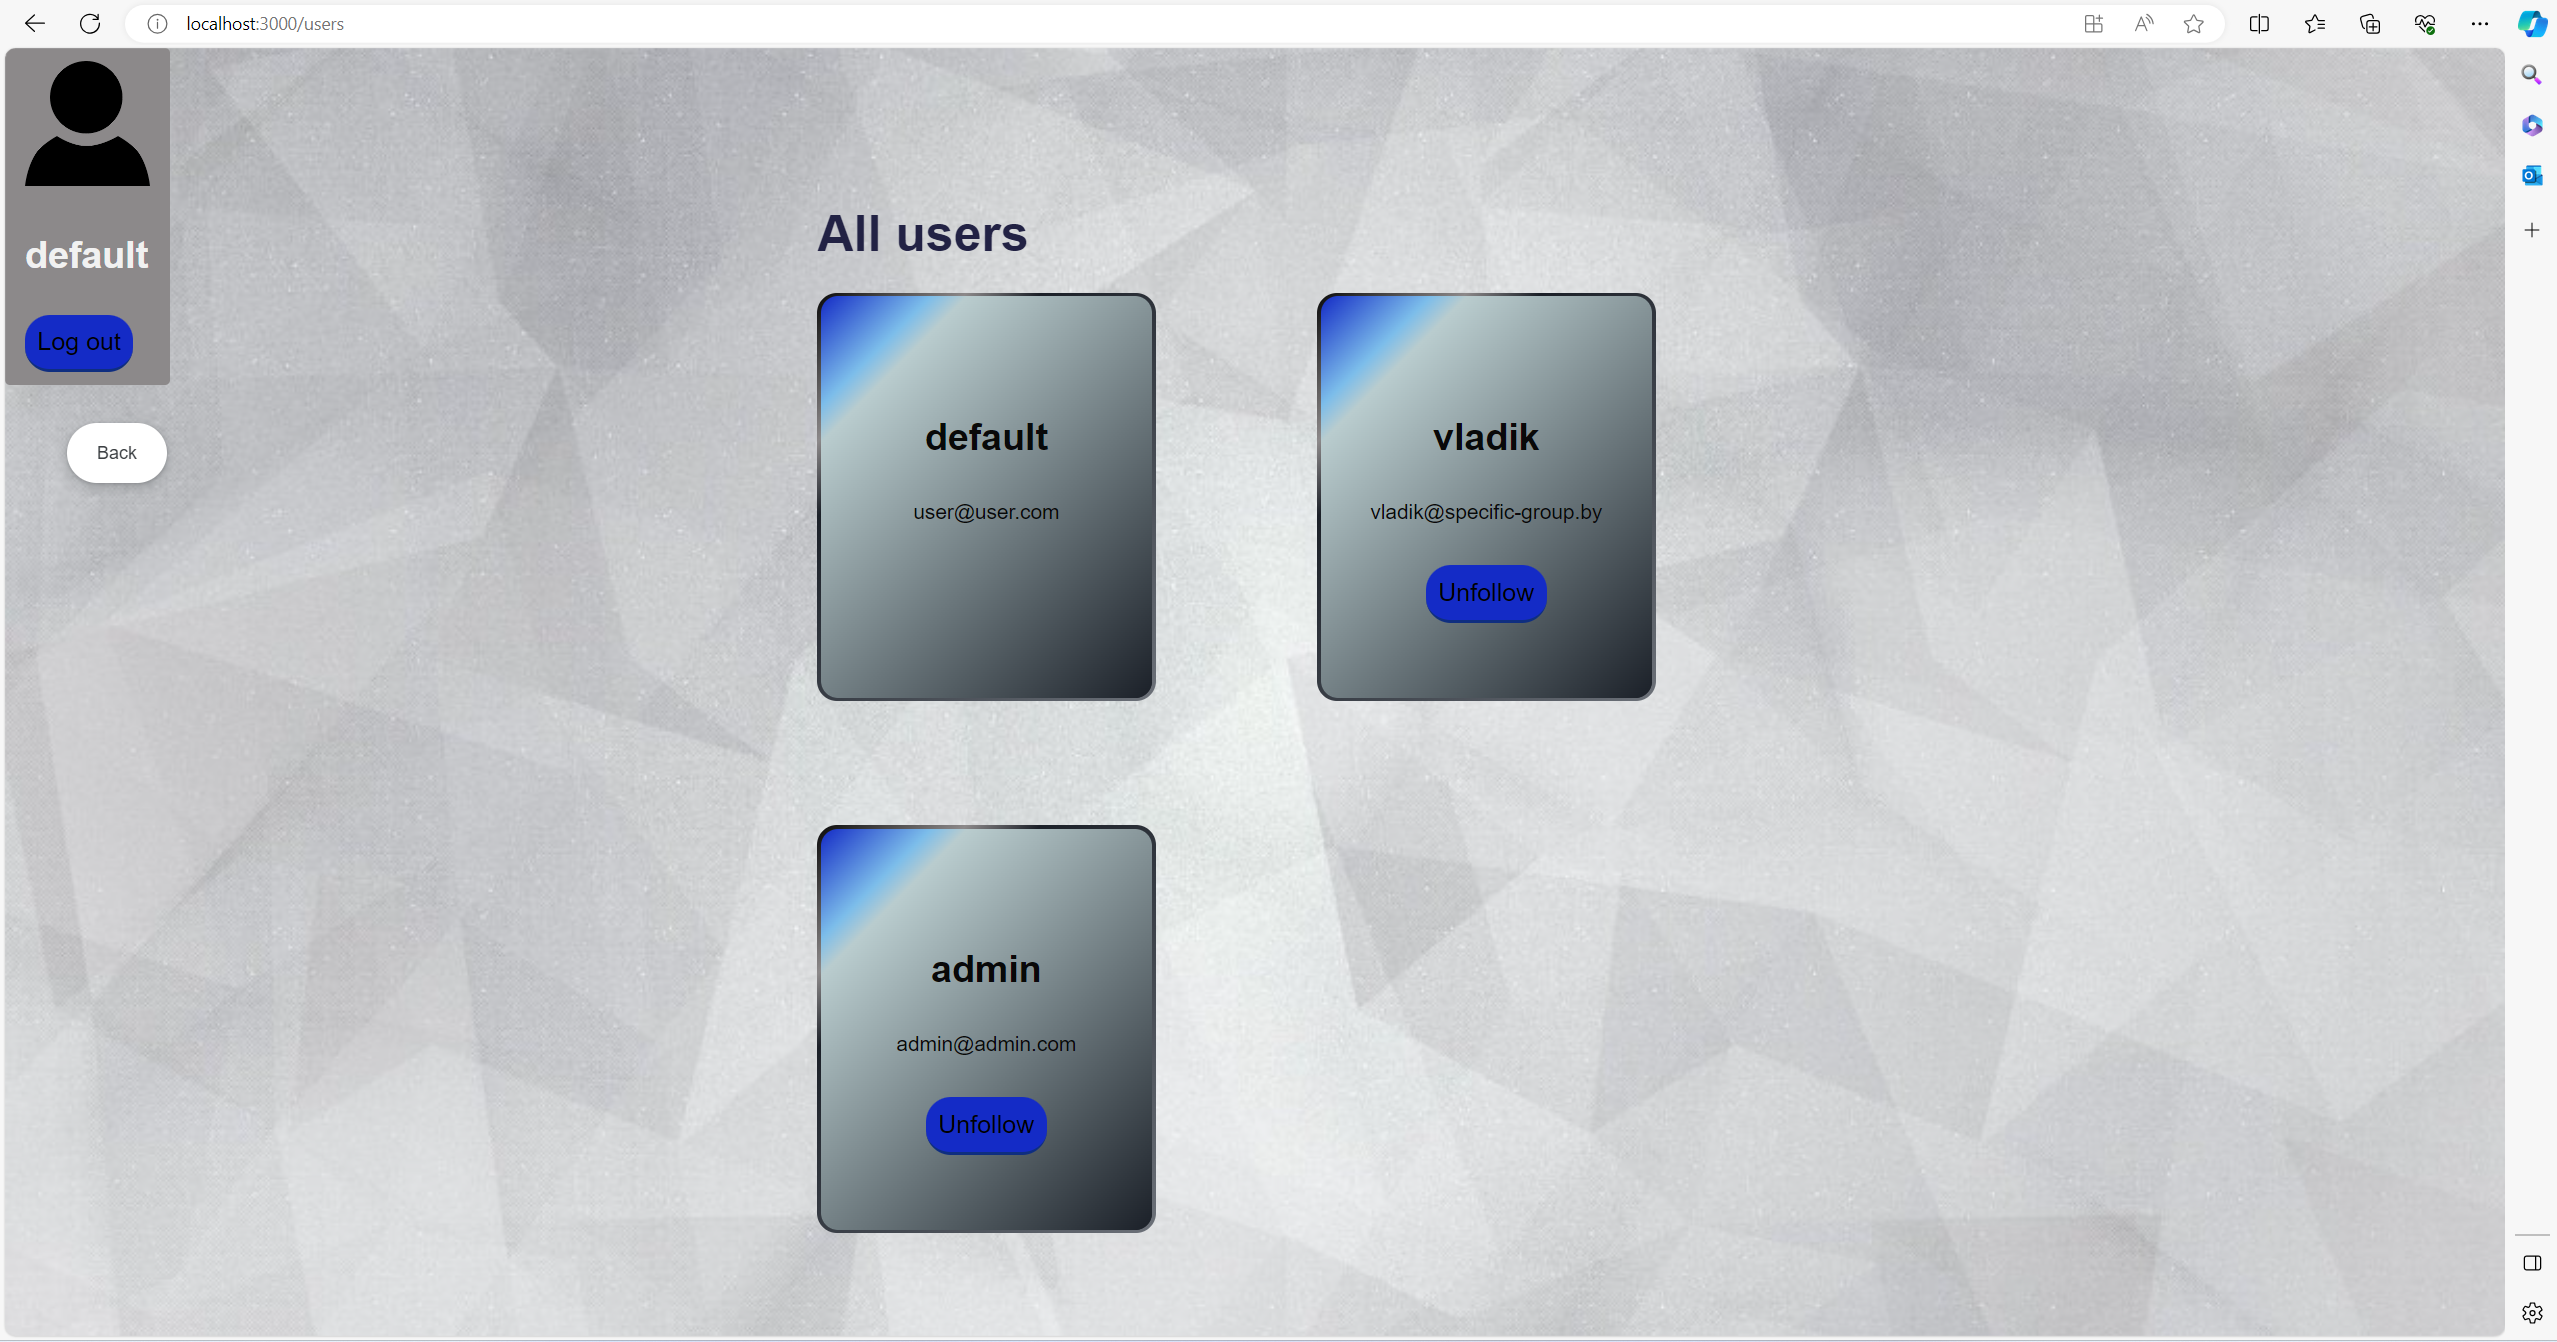 localhost:3000/users
default
Log out
Back
All users
default
user@user.com
vladik
vladik@specific-group.by
Unfollow
admin
admin@admin.com
Unfollow